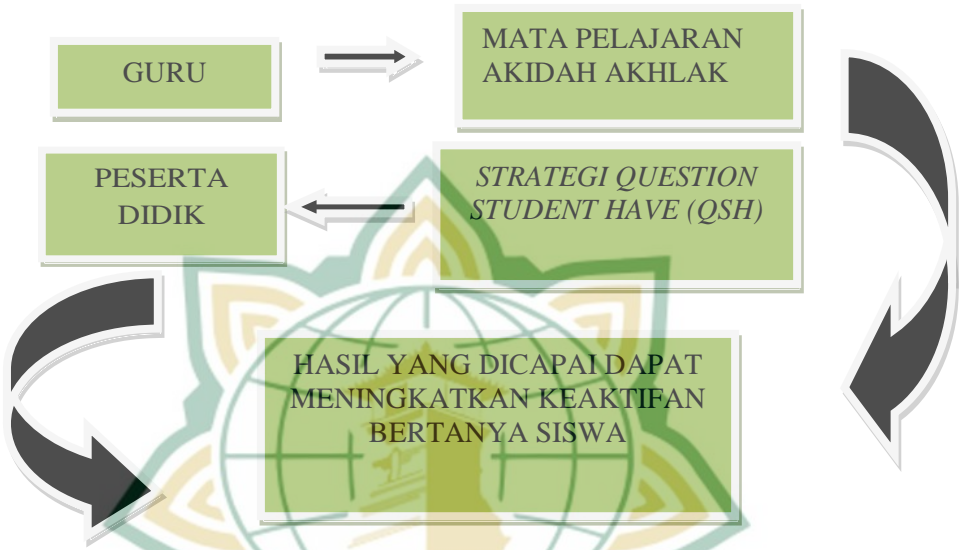 GURU
MATA PELAJARAN
AKIDAH AKHLAK
STRATEGI QUESTION
STUDENT HAVE (QSH)
PESERTA
DIDIK
HASIL YANG DICAPAI DAPAT
MENINGKATKAN KEAKTIFAN
BERTANYA SISWA